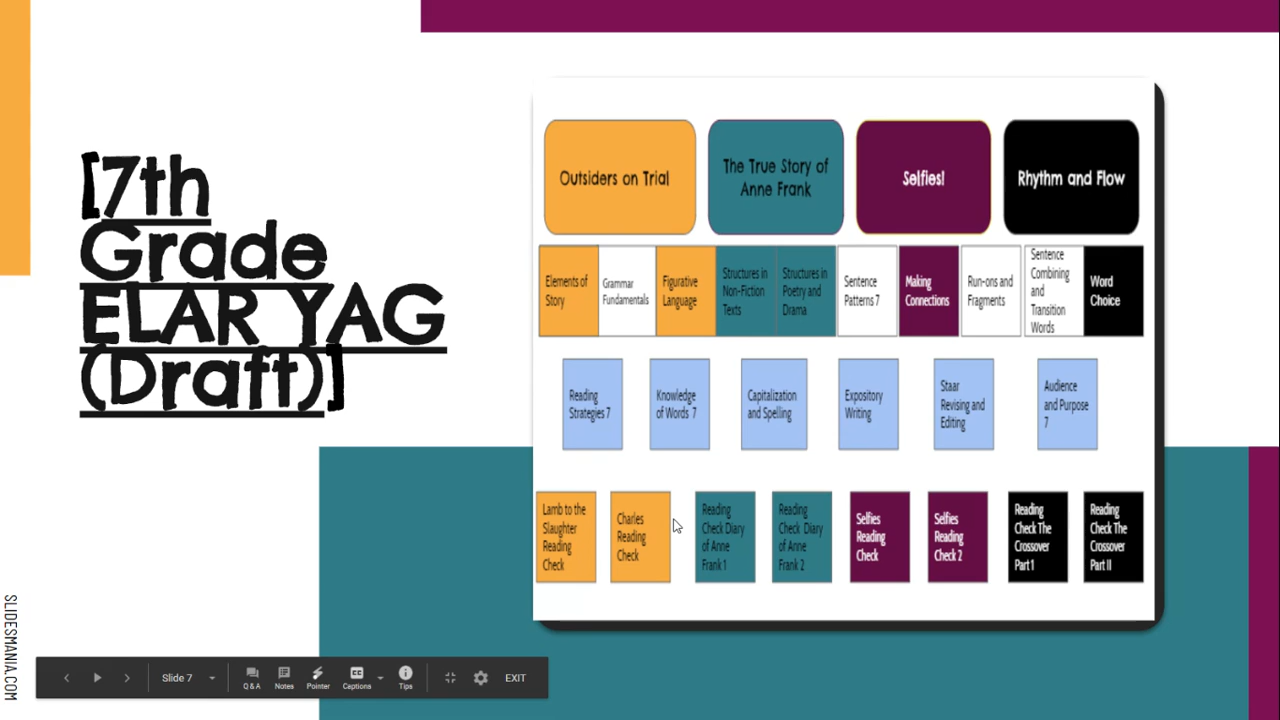 [7th
Grade
ELAR YAG
(Draft)]
Outsiders on Trial
The True Story of
Anne Frank
Selfies!
Rhythm and Flow
Elements of
Story
Grammar
Fundamentals
Figurative
Language
Structures in
Non-Fiction
Texts
Structures in
Poetry and
Drama
Sentence
Patterns 7
Making
Connections
Run-ons and
Fragments
Sentence
Combining
and
Transition
Words
Word
Choice
Reading
Strategies 7
Knowledge
of Words 7
Capitalization
and Spelling
Expository
Writing
Staar
Revising and
Editing
Audience
and Purpose
7
Lamb to the
Slaughter
Reading
Check
Charles
Reading
Check
Reading
Check Diary
of Anne
Frank 1
Reading
Check Diary
of Anne
Frank 2
Selfies
Reading
Check
Selfies
Reading
Check 2
Reading
Check The
Crossover
Part I
Reading
Check The
Crossover
Part II
SLIDESMANIA.COM
Slide 7
Q & A
Notes
Pointer
CC
Captions
Tips
EXIT